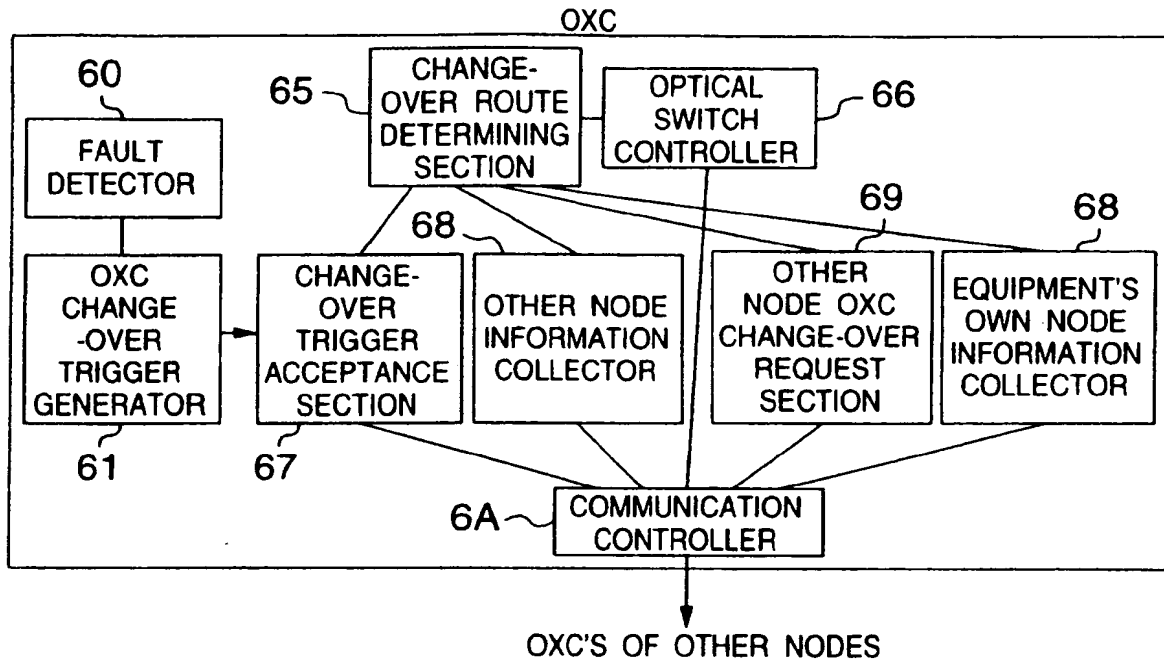 OXC
60
FAULT
DETECTOR
65
CHANGE-
OVER ROUTE
DETERMINING
SECTION
OPTICAL
SWITCH
CONTROLLER
66
OXC
CHANGE
-OVER
TRIGGER
GENERATOR
61
CHANGE-
OVER
TRIGGER
ACCEPTANCE
SECTION
67
68
OTHER NODE
INFORMATION
COLLECTOR
69
OTHER
NODE OXC
CHANGE-OVER
REQUEST
SECTION
68
EQUIPMENT'S
OWN NODE
INFORMATION
COLLECTOR
6A
COMMUNICATION
CONTROLLER
OXC'S OF OTHER NODES